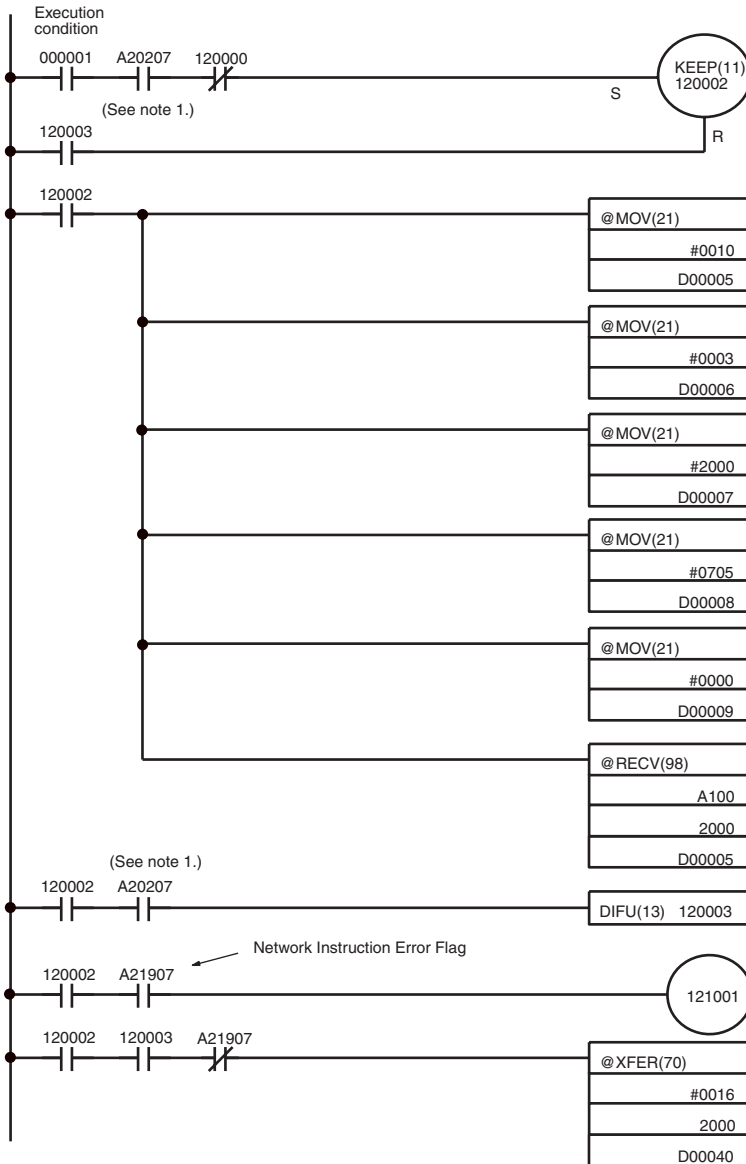 Execution
condition
000001 A20207 120000
KEEP(11)
120002
S
(See note 1.)
R
120003
120002
@MOV(21)
#0010
D00005
@MOV(21)
#0003
D00006
@MOV(21)
#2000
D00007
@MOV(21)
#0705
D00008
@MOV(21)
#0000
D00009
@RECV(98)
A100
2000
D00005
(See note 1.)
120002 A20207
DIFU(13) 120003
Network Instruction Error Flag
120002 A21907
121001
120002 120003 A21907
@XFER(70)
#0016
2000
D00040